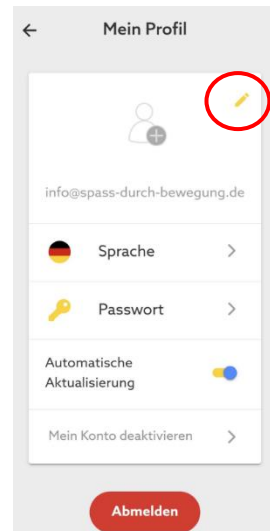 Mein Profil
info@spass-durch-bewegung.de
Sprache
Passwort
Automatische
Aktualisierung
Mein Konto deaktivieren
Abmelden